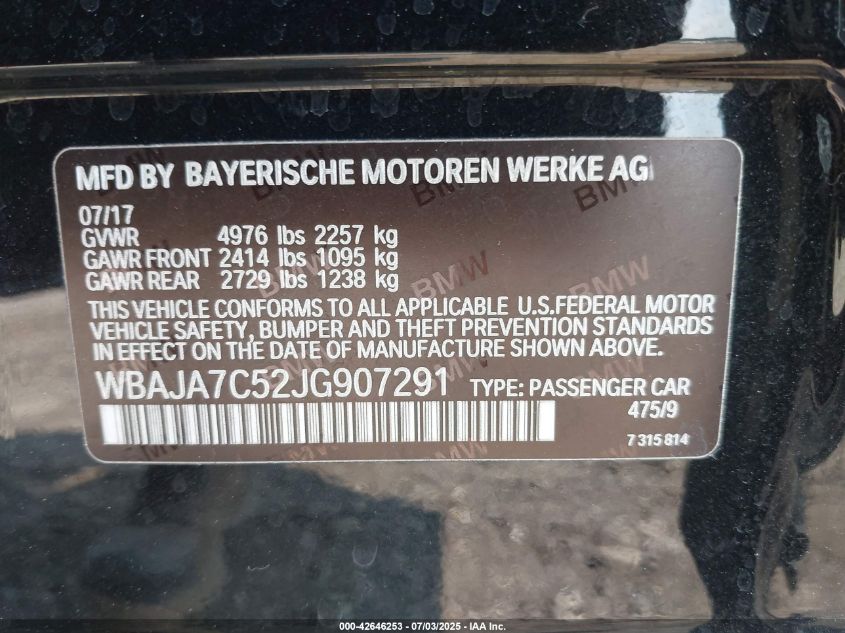 MFD BY BAYERISCHE MOTOREN WERKE AG
07/17
GVWR 4976 lbs 2257 kg
GAWR FRONT 2414 lbs 1095 kg
GAWR REAR 2729 lbs 1238 kg
THIS VEHICLE CONFORMS TO ALL APPLICABLE U.S.FEDERAL MOTOR
VEHICLE SAFETY, BUMPER AND THEFT PREVENTION STANDARDS
IN EFFECT ON THE DATE OF MANUFACTURE SHOWN ABOVE.
WBAJA7C52JG907291 TYPE: PASSENGER CAR
475/9
7 315 814
000-42646253 - 07/03/2025 - IAA Inc.